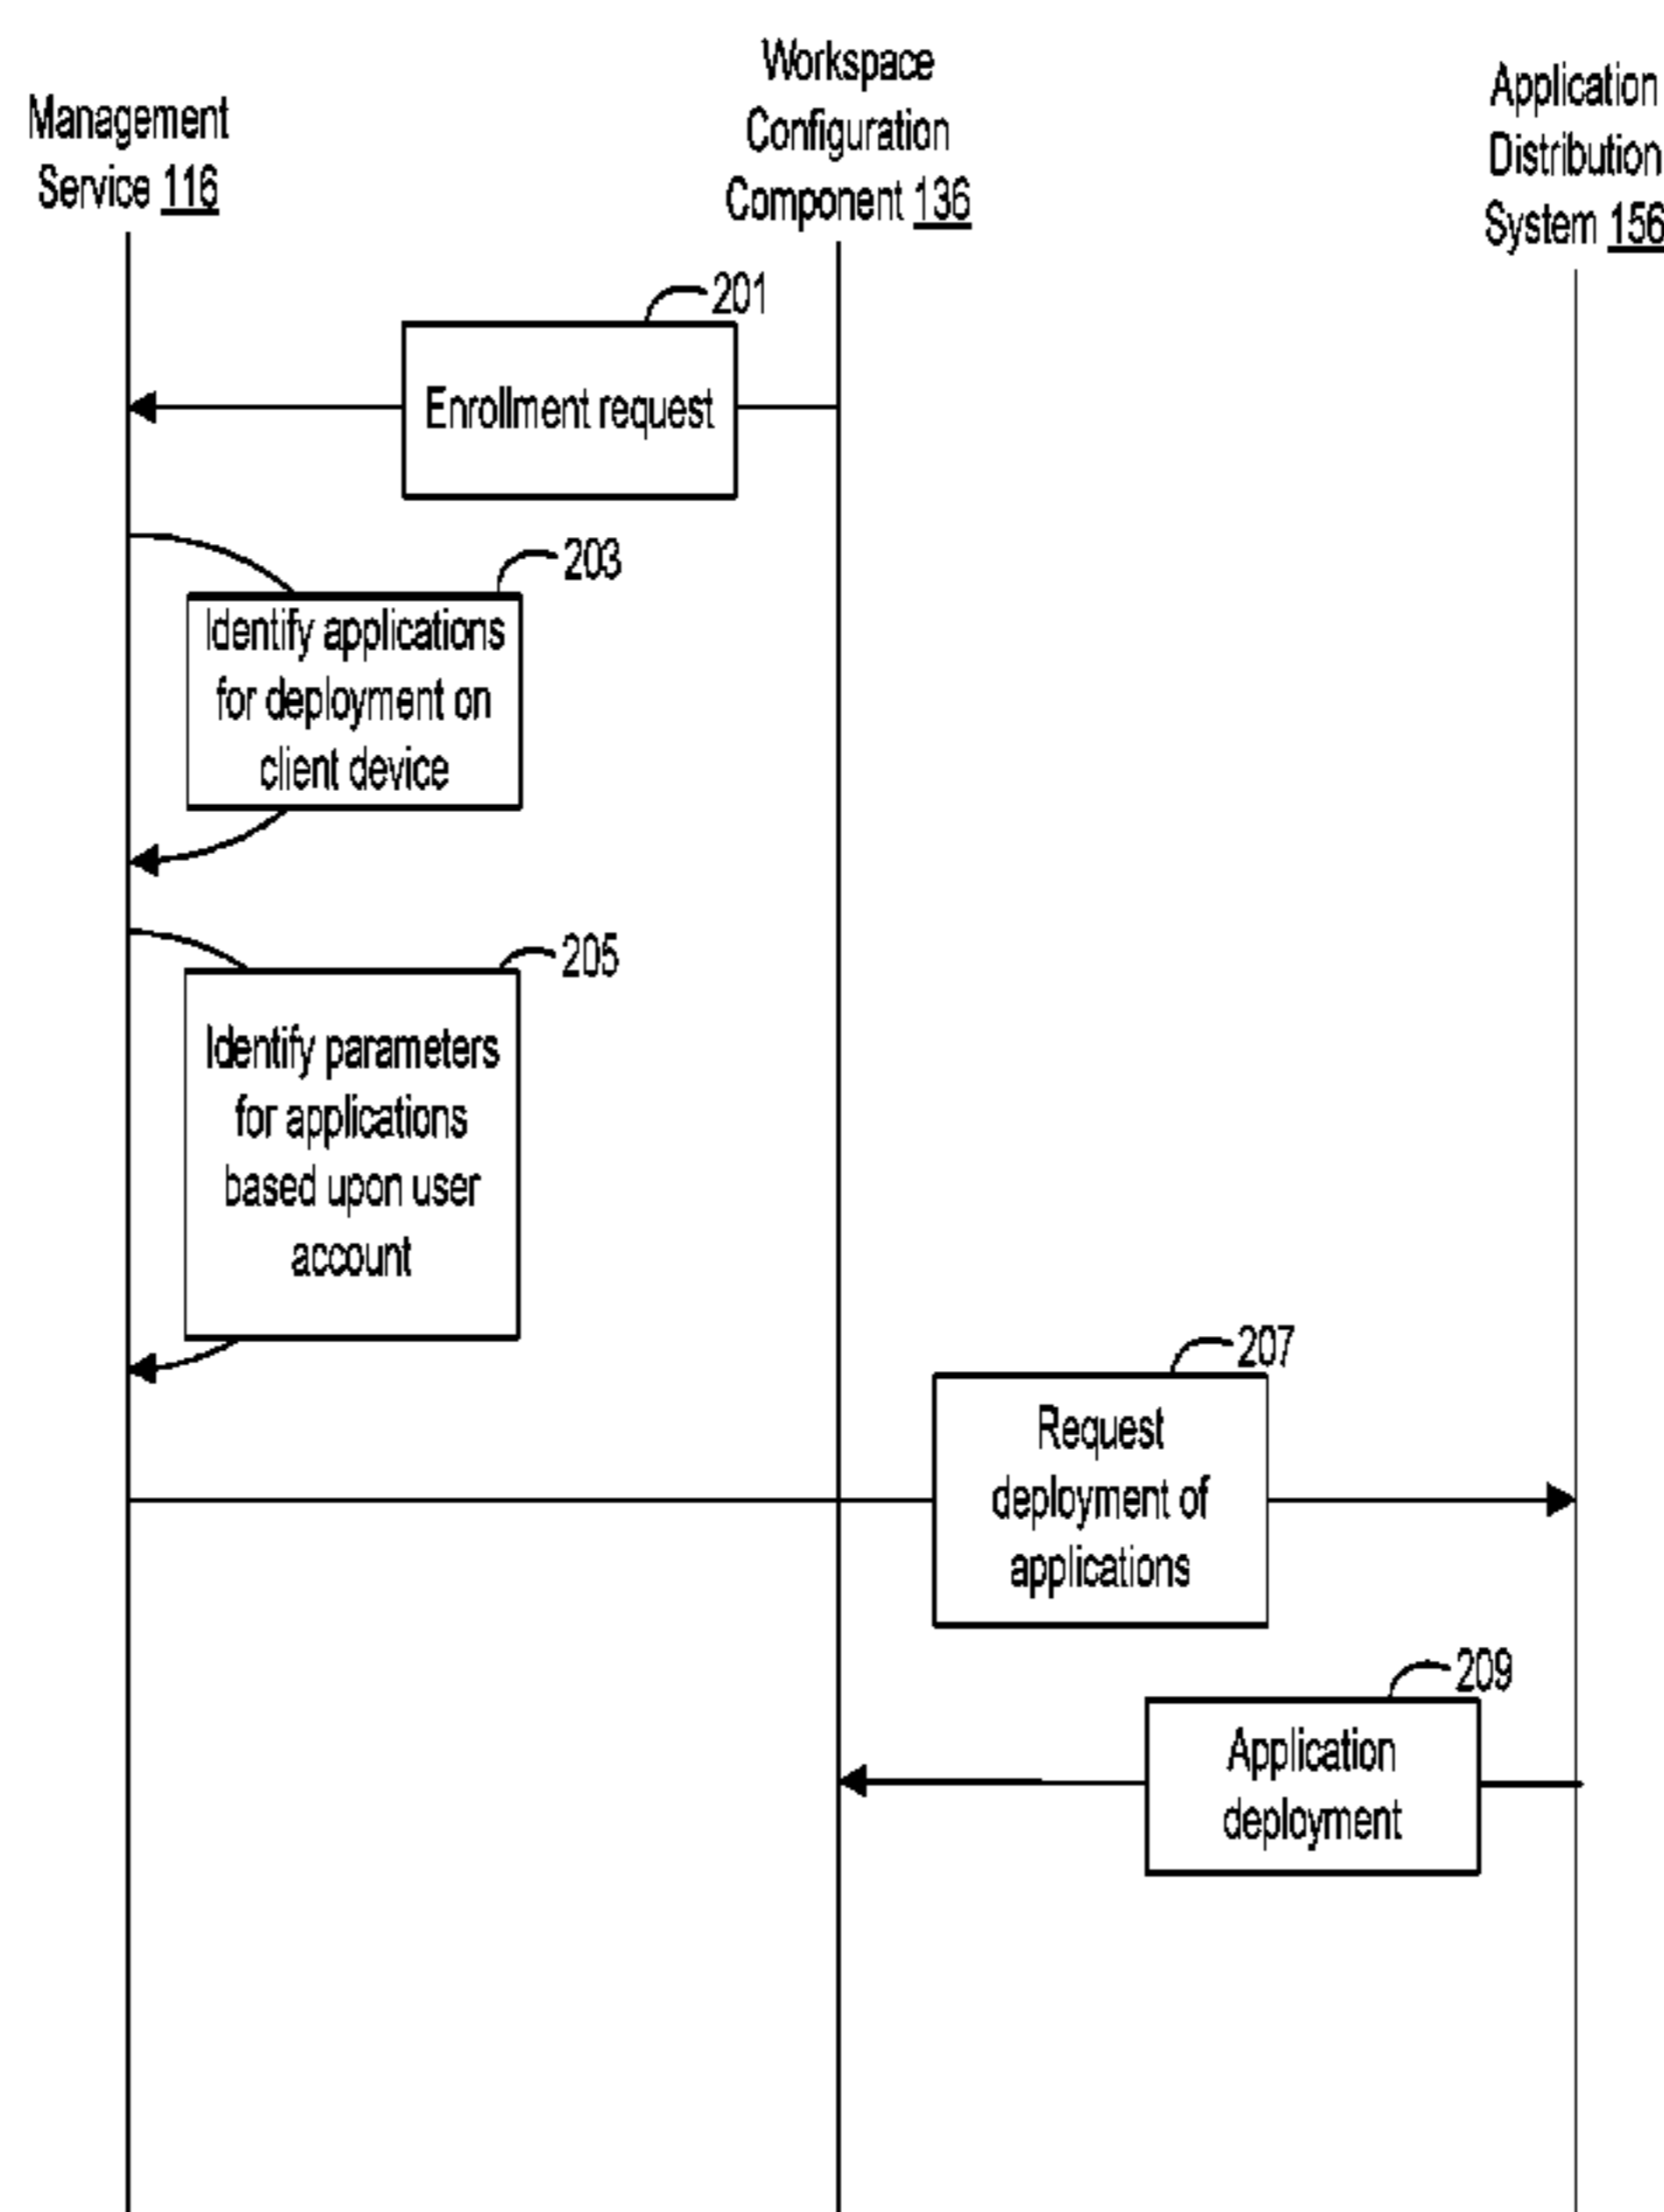 Management
Service 116
Workspace
Configuration
Component 136
Application
Distribution
System 156
201
Enrollment request
203
Identify applications
for deployment on
client device
205
Identify parameters
for applications
based upon user
account
207
Request
deployment of
applications
209
Application
deployment